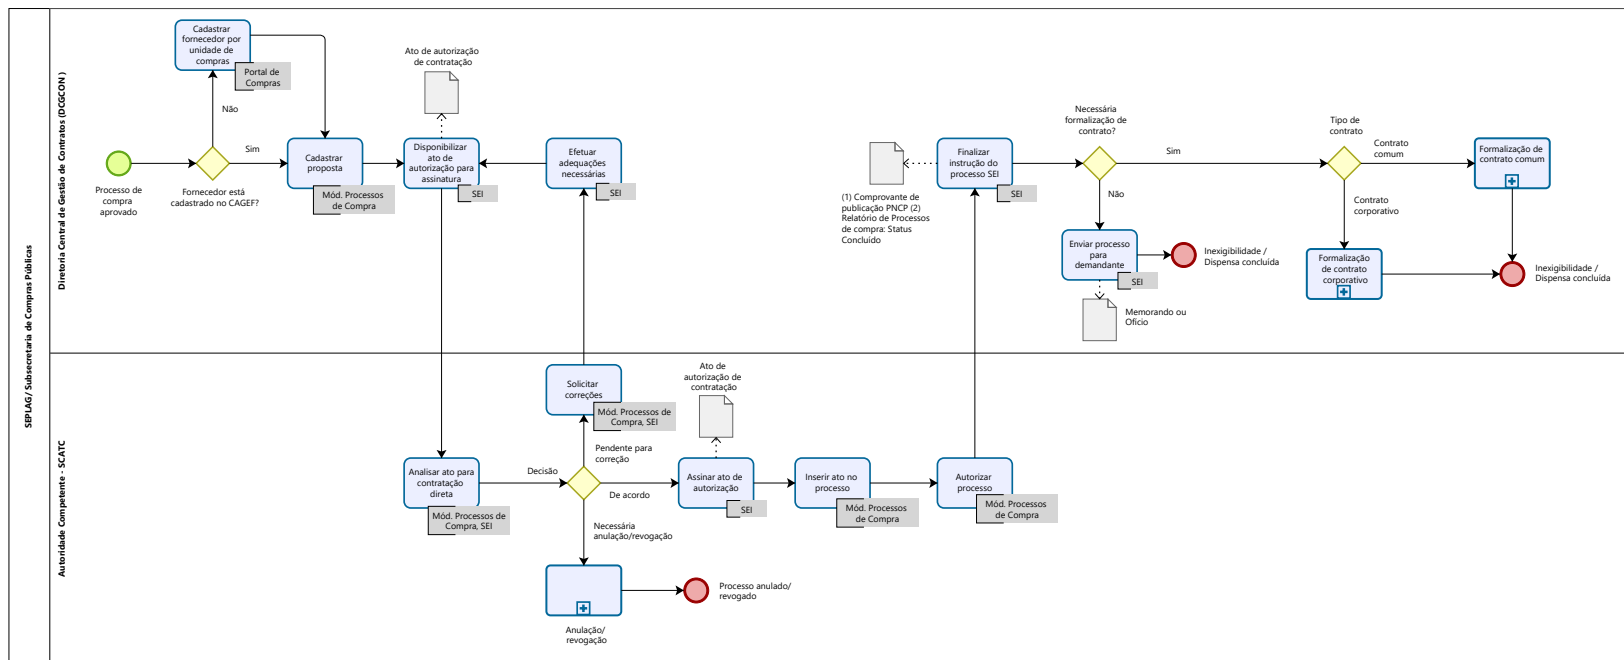 SEPLAG/ Subsecretaria de Compras Públicas
Diretoria Central de Gestão de Contratos (DCGCON )
Cadastrar
fornecedor por
unidade de
compras
Portal de
Compras
Não
Sim
Processo de
compra
aprovado
Fornecedor está
cadastrado no CAGEF?
Cadastrar
proposta
Mód. Processos
de Compra
Ato de autorização
de contratação
Disponibilizar
ato de
autorização para
assinatura
SEI
Efetuar
adequações
necessárias
SEI
(1) Comprovante de
publicação PNCP (2)
Relatório de Processos
de compra: Status
Concluído
Finalizar
instrução do
processo SEI
SEI
Necessária
formalização de
contrato?
Sim
Não
Enviar processo
para
demandante
SEI
Memorando ou
Ofício
Inexigibilidade /
Dispensa concluída
Tipo de
contrato
Contrato
comum
Contrato
corporativo
Formalização de
contrato comum
Formalização
de contrato
corporativo
Inexigibilidade /
Dispensa concluída
Autoridade Competente - SCATC
Analisar ato para
contratação
direta
Mód. Processos de
Compra, SEI
Decisão
Solicitar
correções
Mód. Processos de
Compra, SEI
Pendente para
correção
De acordo
Necessária
anulação/revogação
Anulação/
revogação
Processo anulado/
revogado
Ato de
autorização de
contratação
Assinar ato de
autorização
SEI
Inserir ato no
processo
Mód. Processos
de Compra
Autorizar
processo
Mód. Processos
de Compra